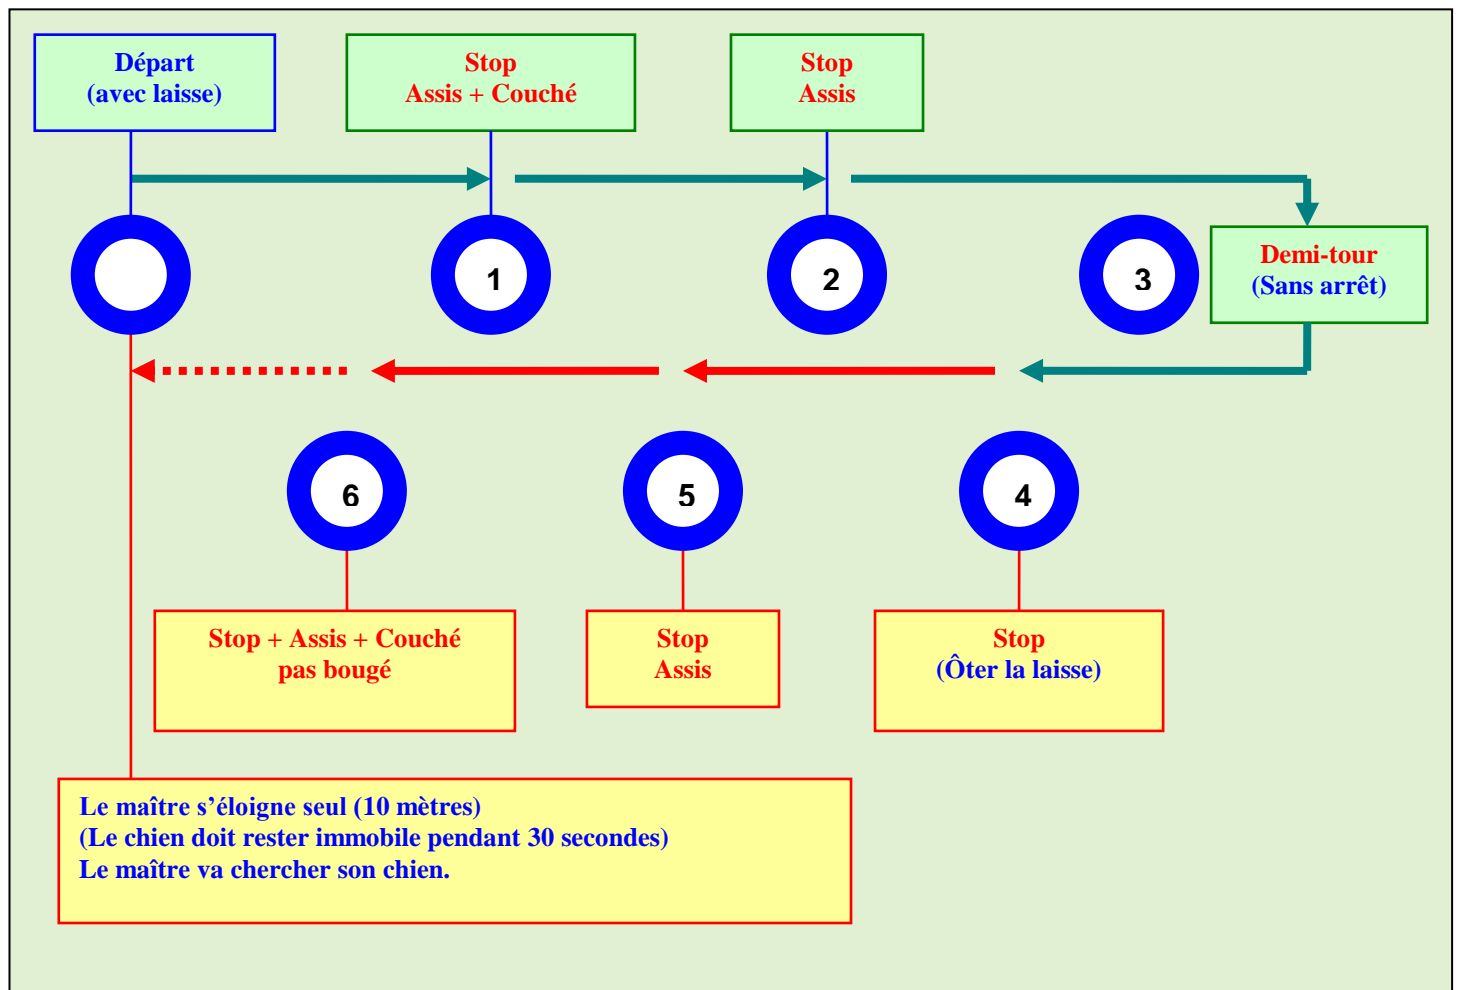 Départ
(avec laisse)
Stop
Assis + Couché
Stop
Assis
1
2
3
Demi-tour
(Sans arrêt)
6
5
4
Stop + Assis + Couché
pas bougé
Stop
Assis
Stop
(Ôter la laisse)
Le maître s’éloigne seul (10 mètres)
(Le chien doit rester immobile pendant 30 secondes)
Le maître va chercher son chien.